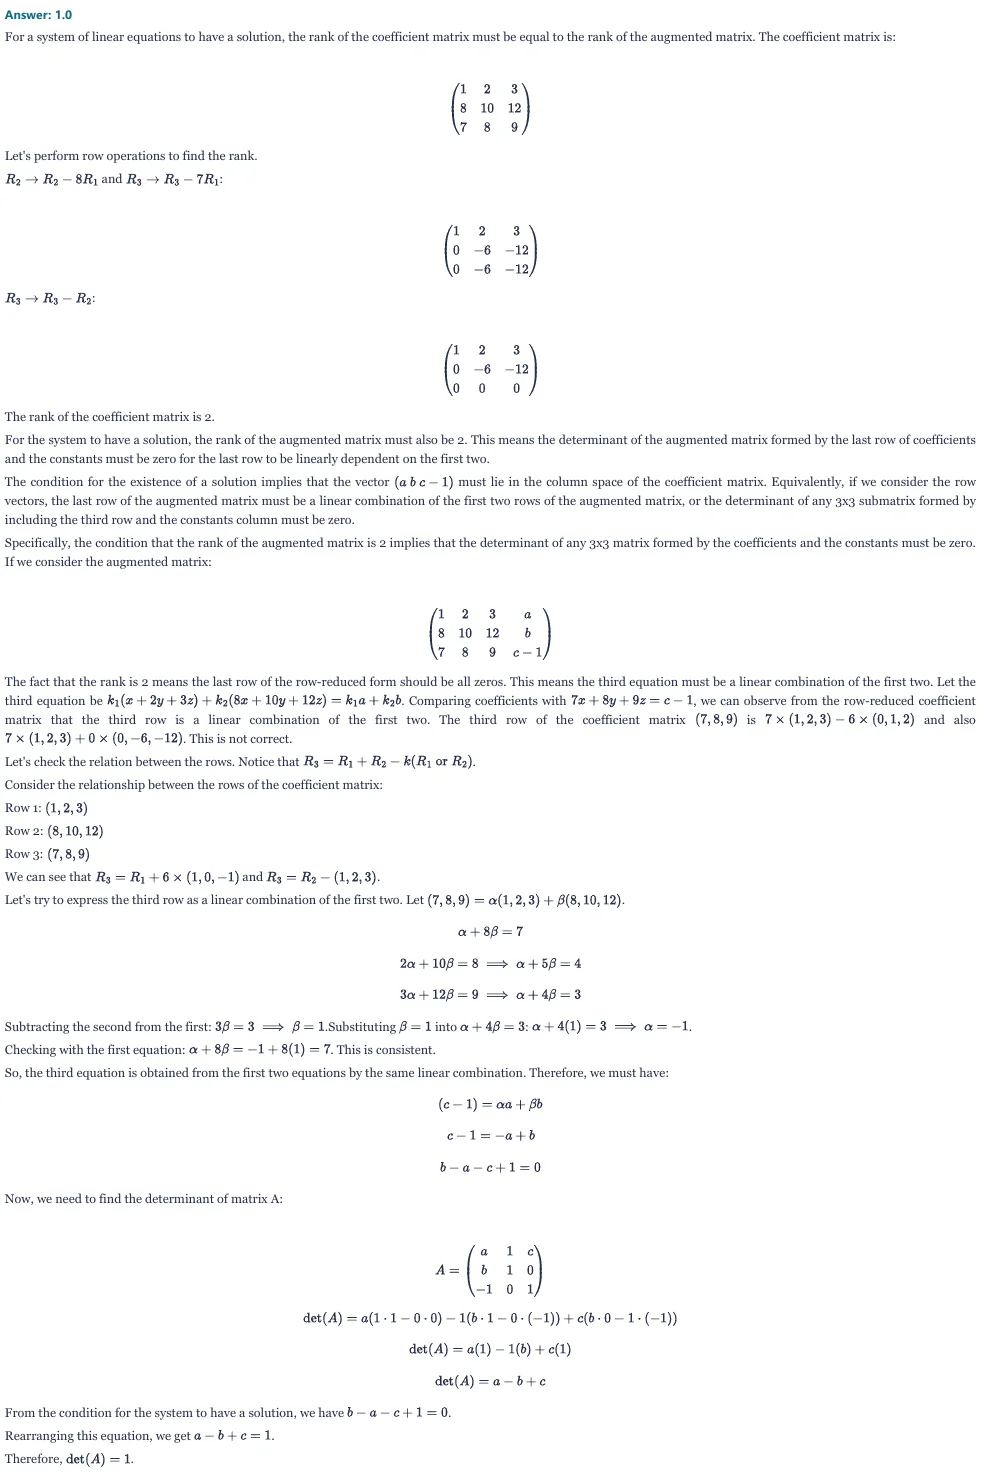 Answer: 1.0
For a system of linear equations to have a solution, the rank of the coefficient matrix must be equal to the rank of the augmented matrix. The coefficient matrix is:
(1 2 3
8 10 12
7 8 9)
Let's perform row operations to find the rank.
R₂ → R₂ − 8R₁ and R₃ → R₃ − 7R₁:
(1 2 3
0 −6 −12
0 −6 −12)
R₃ → R₃ − R₂:
(1 2 3
0 −6 −12
0 0 0)
The rank of the coefficient matrix is 2.
For the system to have a solution, the rank of the augmented matrix must also be 2. This means the determinant of the augmented matrix formed by the last row of coefficients
and the constants must be zero for the last row to be linearly dependent on the first two.
The condition for the existence of a solution implies that the vector (a b c − 1) must lie in the column space of the coefficient matrix. Equivalently, if we consider the row
vectors, the last row of the augmented matrix must be a linear combination of the first two rows of the augmented matrix, or the determinant of any 3x3 submatrix formed by
including the third row and the constants column must be zero.
Specifically, the condition that the rank of the augmented matrix is 2 implies that the determinant of any 3x3 matrix formed by the coefficients and the constants must be zero.
If we consider the augmented matrix:
(1 2 3 a
8 10 12 b
7 8 9 c − 1)
The fact that the rank is 2 means the last row of the row-reduced form should be all zeros. This means the third equation must be a linear combination of the first two. Let the
third equation be k₁(x + 2y + 3z) + k₂(8x + 10y + 12z) = k₁a + k₂b. Comparing coefficients with 7x + 8y + 9z = c − 1, we can observe from the row-reduced coefficient
matrix that the third row is a linear combination of the first two. The third row of the coefficient matrix (7, 8, 9) is 7 × (1, 2, 3) − 6 × (0, 1, 2) and also
7 × (1, 2, 3) + 0 × (0, −6, −12). This is not correct.
Let's check the relation between the rows. Notice that R₃ = R₁ + R₂ − k(R₁ or R₂).
Consider the relationship between the rows of the coefficient matrix:
Row 1: (1, 2, 3)
Row 2: (8, 10, 12)
Row 3: (7, 8, 9)
We can see that R₃ = R₁ + 6 × (1, 0, −1) and R₃ = R₂ − (1, 2, 3).
Let's try to express the third row as a linear combination of the first two. Let (7, 8, 9) = α(1, 2, 3) + β(8, 10, 12).
α + 8β = 7
2α + 10β = 8 ⟹ α + 5β = 4
3α + 12β = 9 ⟹ α + 4β = 3
Subtracting the second from the first: 3β = 3 ⟹ β = 1.Substituting β = 1 into α + 4β = 3: α + 4(1) = 3 ⟹ α = −1.
Checking with the first equation: α + 8β = −1 + 8(1) = 7. This is consistent.
So, the third equation is obtained from the first two equations by the same linear combination. Therefore, we must have:
(c − 1) = αa + βb
c − 1 = −a + b
b − a − c + 1 = 0
Now, we need to find the determinant of matrix A:
A = (a 1 c
b 1 0
−1 0 1)
det(A) = a(1 · 1 − 0 · 0) − 1(b · 1 − 0 · (−1)) + c(b · 0 − 1 · (−1))
det(A) = a(1) − 1(b) + c(1)
det(A) = a − b + c
From the condition for the system to have a solution, we have b − a − c + 1 = 0.
Rearranging this equation, we get a − b + c = 1.
Therefore, det(A) = 1.